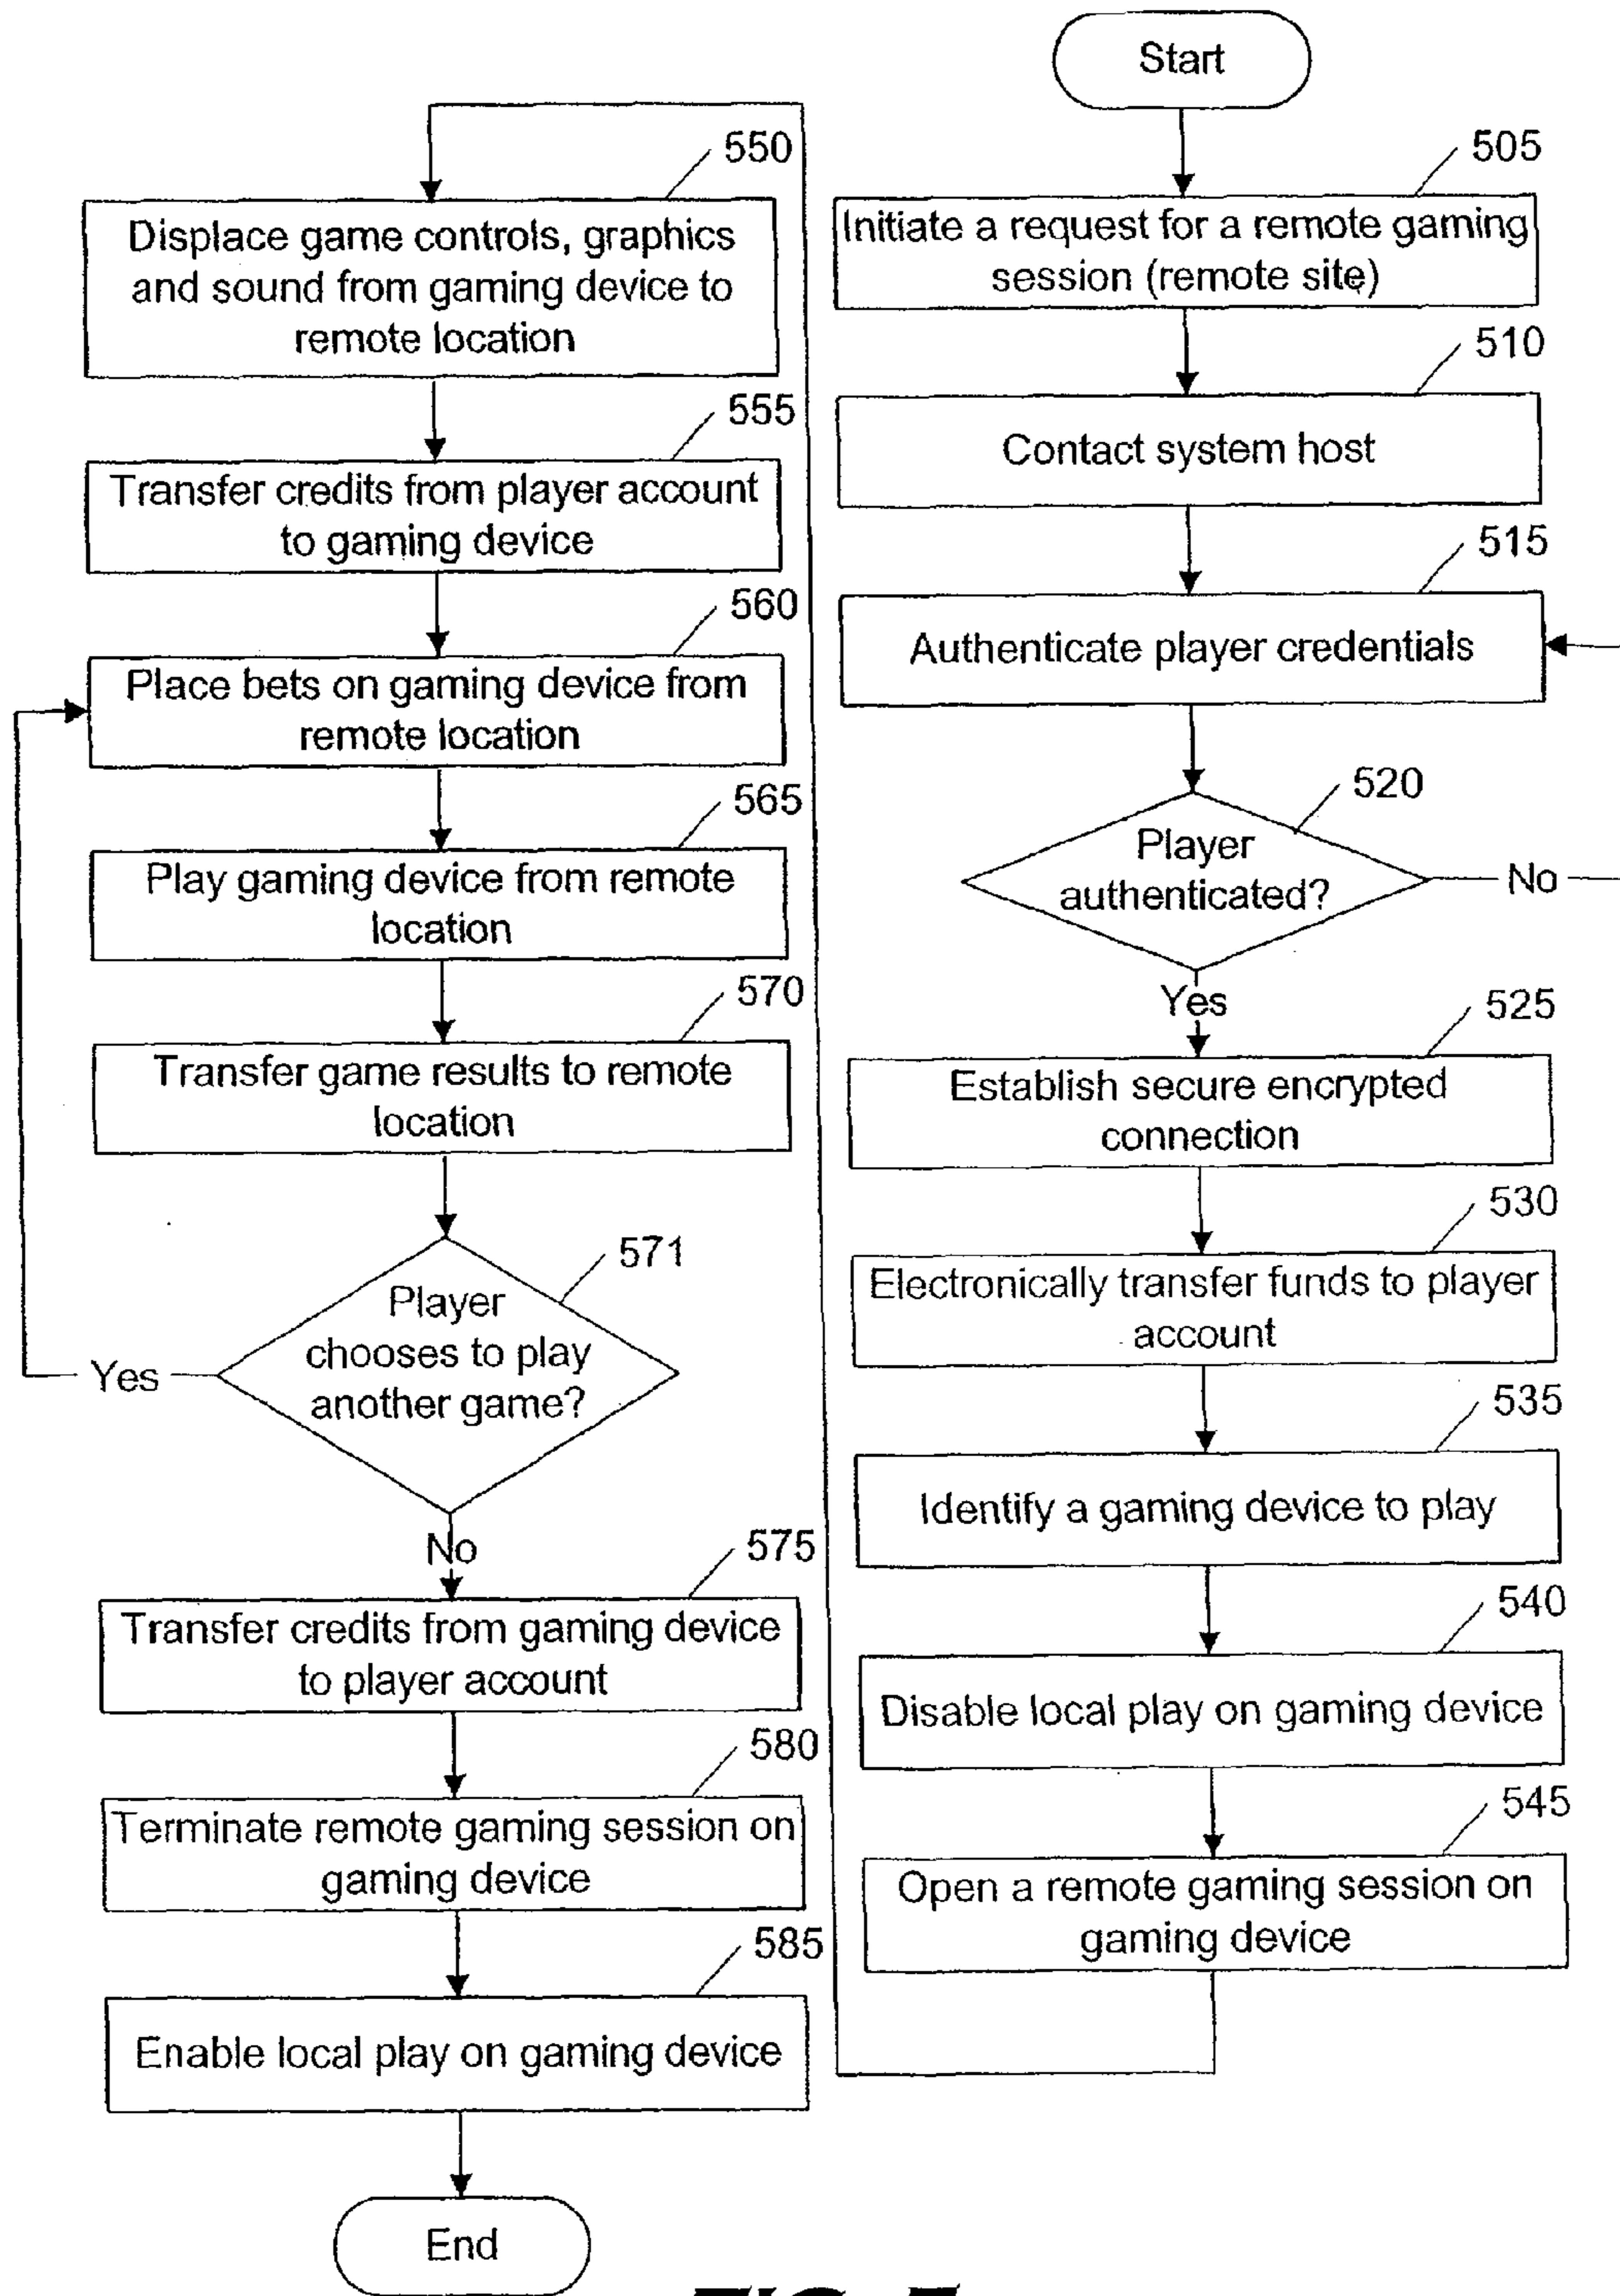 Start
505
Initiate a request for a remote gaming
session (remote site)
510
Contact system host
515
Authenticate player credentials
520
Player
authenticated?
No
Yes
525
Establish secure encrypted
connection
530
Electronically transfer funds to player
account
535
Identify a gaming device to play
540
Disable local play on gaming device
545
Open a remote gaming session on
gaming device
550
Displace game controls, graphics
and sound from gaming device to
remote location
555
Transfer credits from player account
to gaming device
560
Place bets on gaming device from
remote location
565
Play gaming device from remote
location
570
Transfer game results to remote
location
571
Player
chooses to play
another game?
Yes
No
575
Transfer credits from gaming device
to player account
580
Terminate remote gaming session on
gaming device
585
Enable local play on gaming device
End